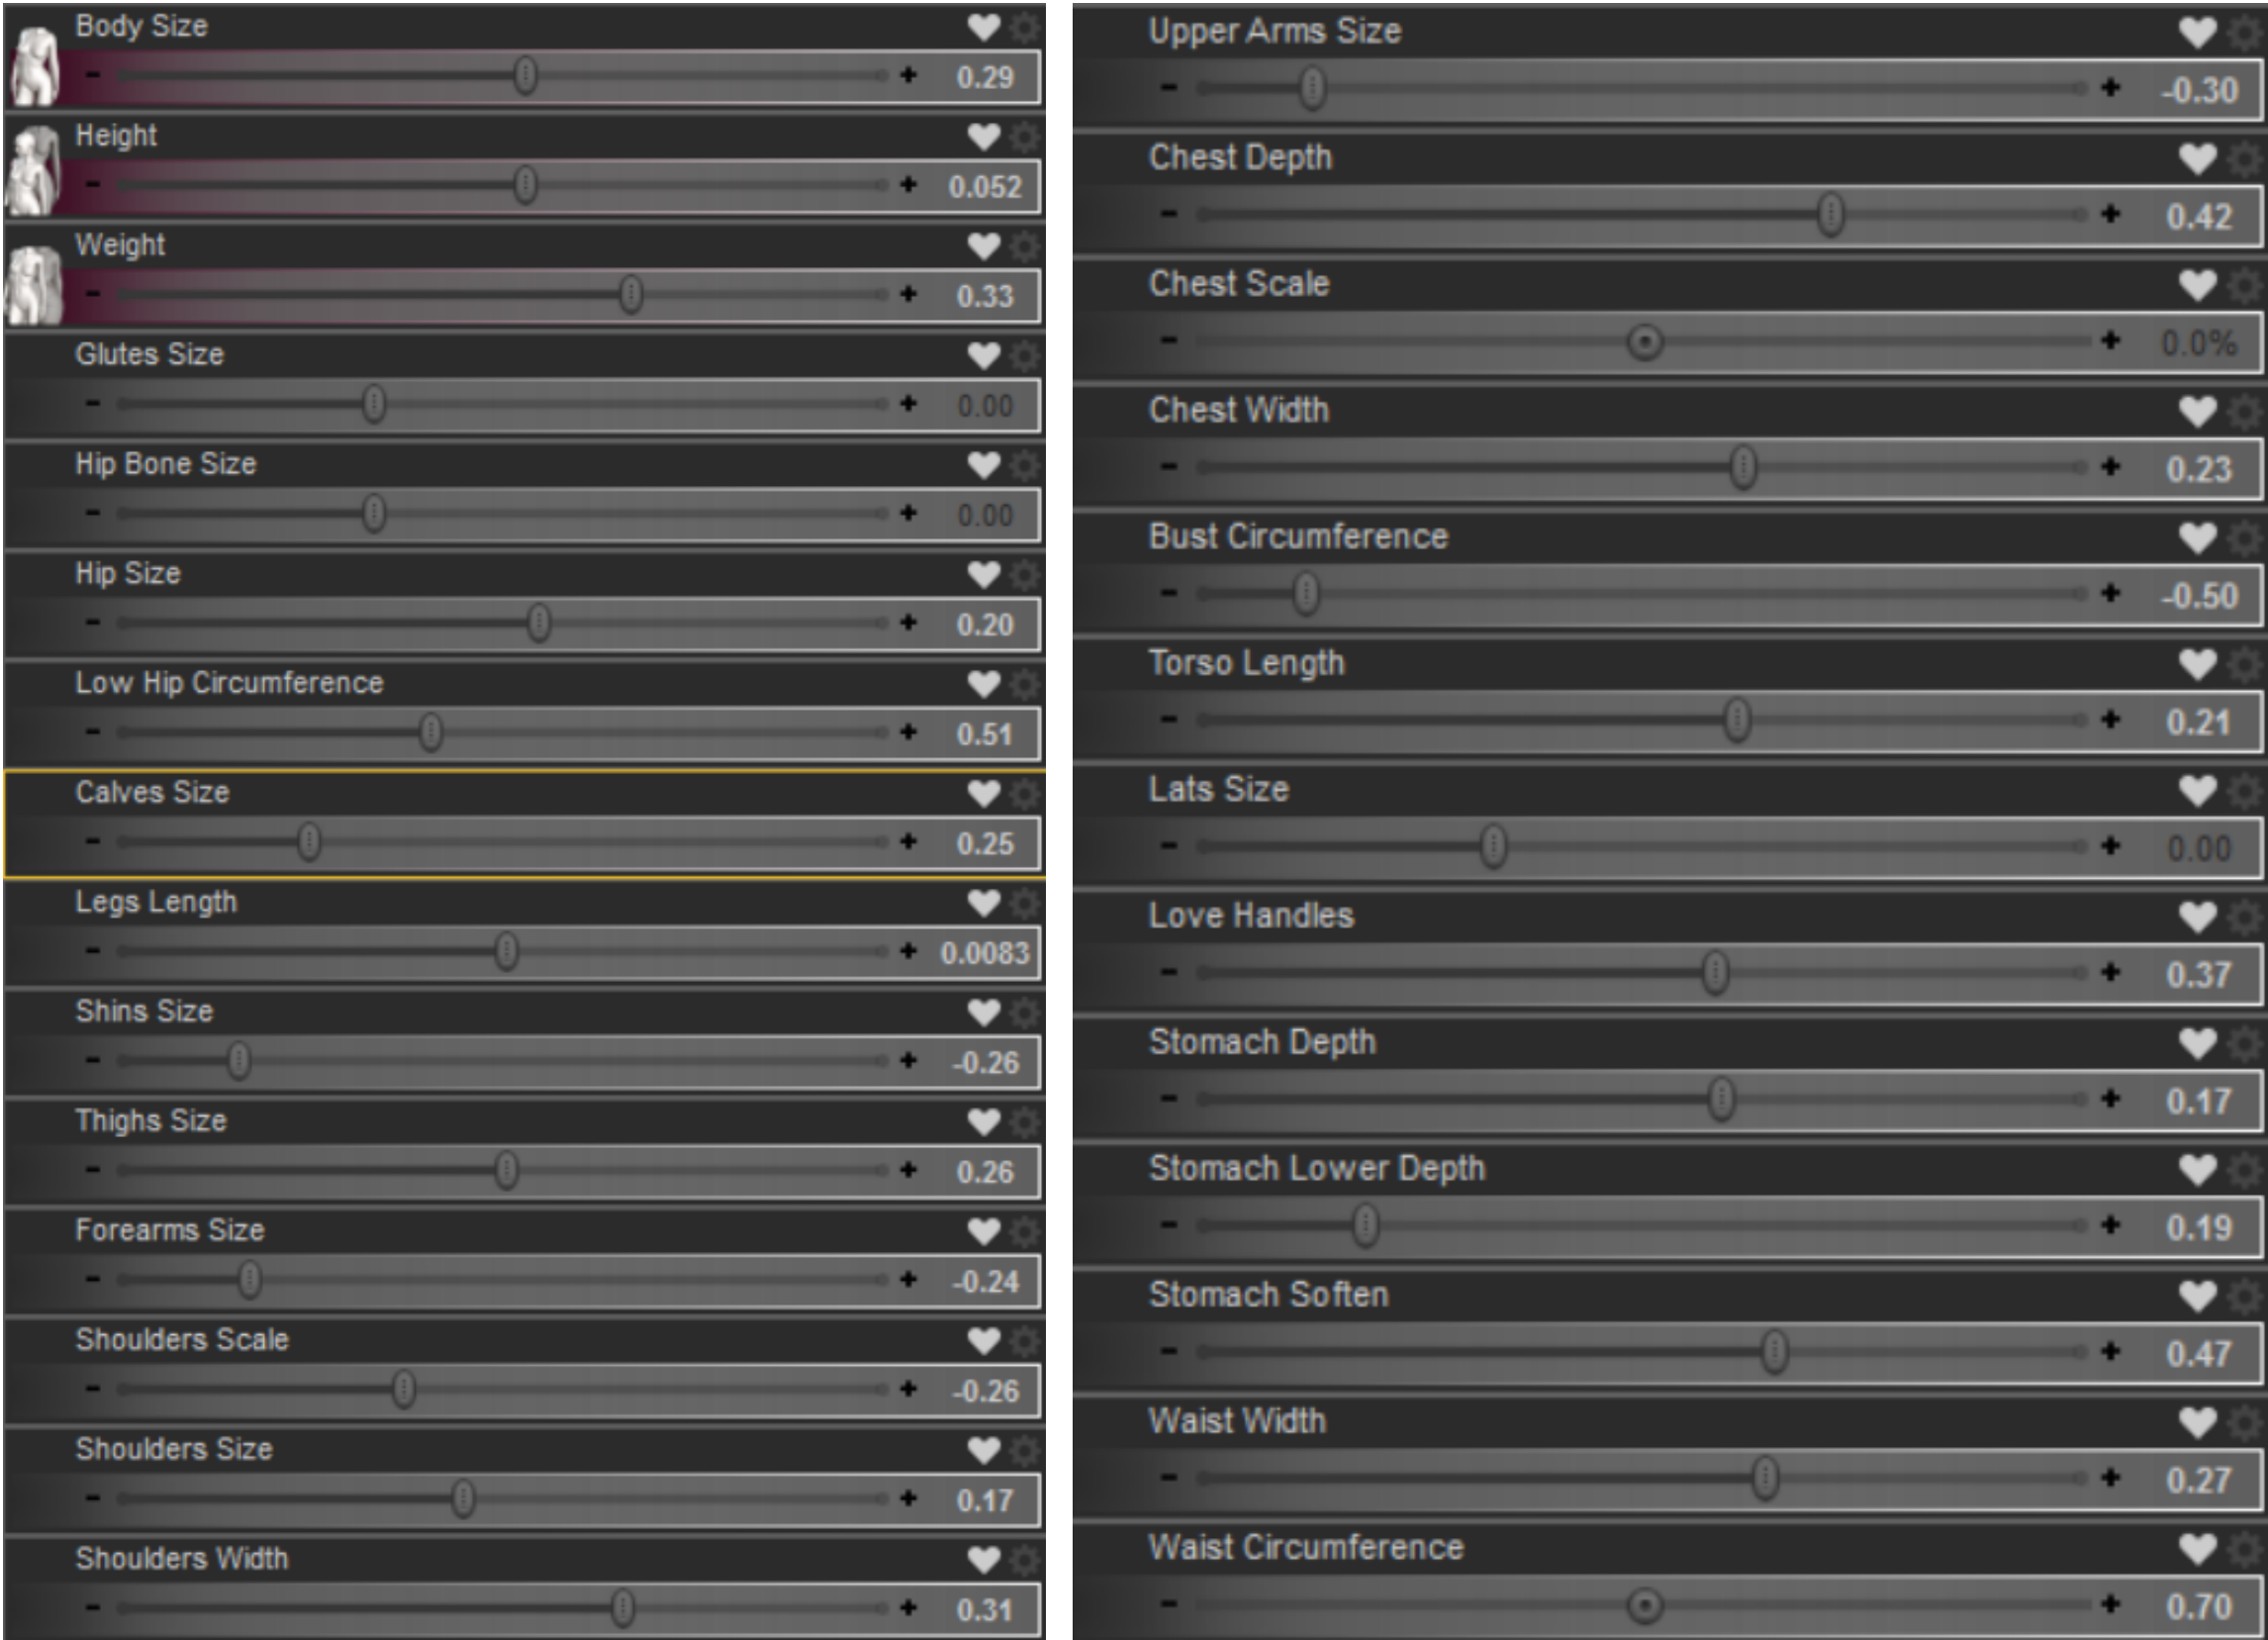 Body Size
- + 0.29
Height
- + 0.052
Weight
- + 0.33
Glutes Size
- + 0.00
Hip Bone Size
- + 0.00
Hip Size
- + 0.20
Low Hip Circumference
- + 0.51
Calves Size
- + 0.25
Legs Length
- + 0.0083
Shins Size
- + -0.26
Thighs Size
- + 0.26
Forearms Size
- + -0.24
Shoulders Scale
- + -0.26
Shoulders Size
- + 0.17
Shoulders Width
- + 0.31
Upper Arms Size
- + -0.30
Chest Depth
- + 0.42
Chest Scale
- + 0.0%
Chest Width
- + 0.23
Bust Circumference
- + -0.50
Torso Length
- + 0.21
Lats Size
- + 0.00
Love Handles
- + 0.37
Stomach Depth
- + 0.17
Stomach Lower Depth
- + 0.19
Stomach Soften
- + 0.47
Waist Width
- + 0.27
Waist Circumference
- + 0.70